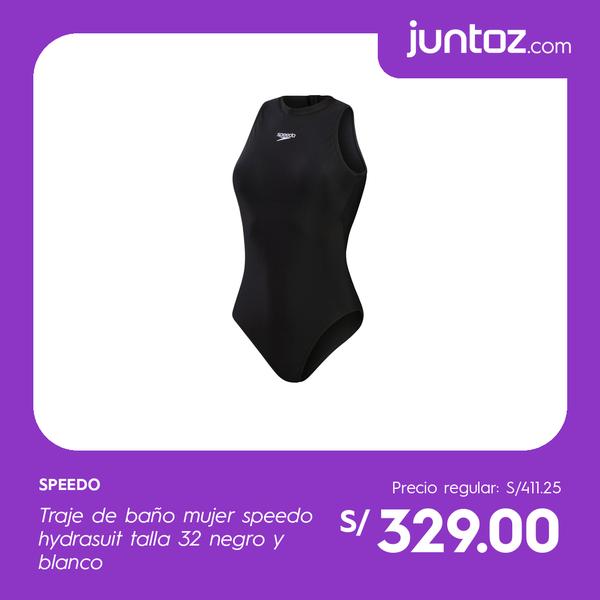 juntoz.com
speedo
SPEEDO
Traje de baño mujer speedo
hydrasuit talla 32 negro y
blanco
Precio regular: S/411.25
S/ 329.00